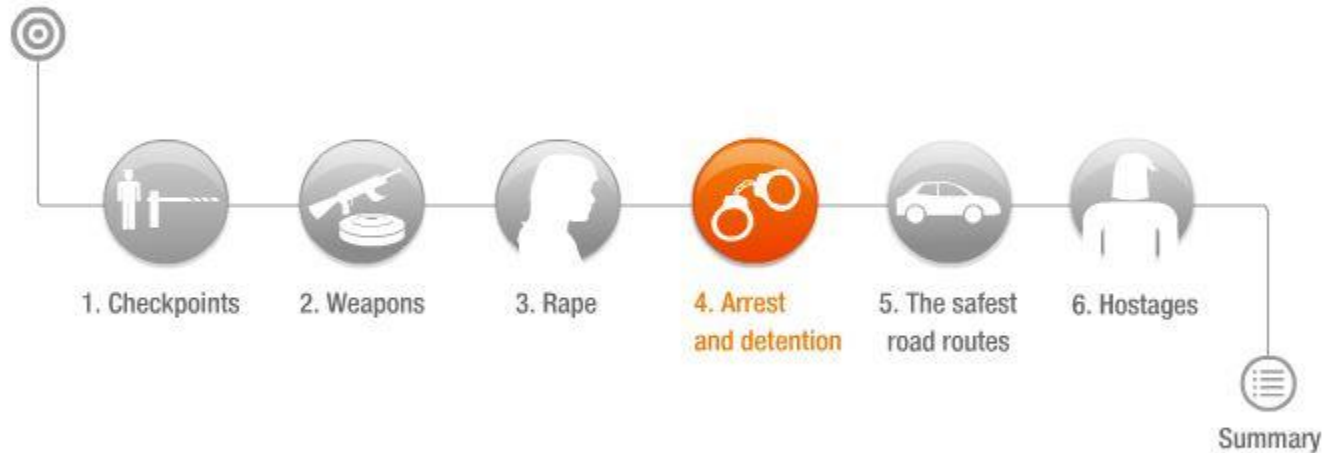 1. Checkpoints
2. Weapons
3. Rape
4. Arrest
and detention
5. The safest
road routes
6. Hostages
Summary